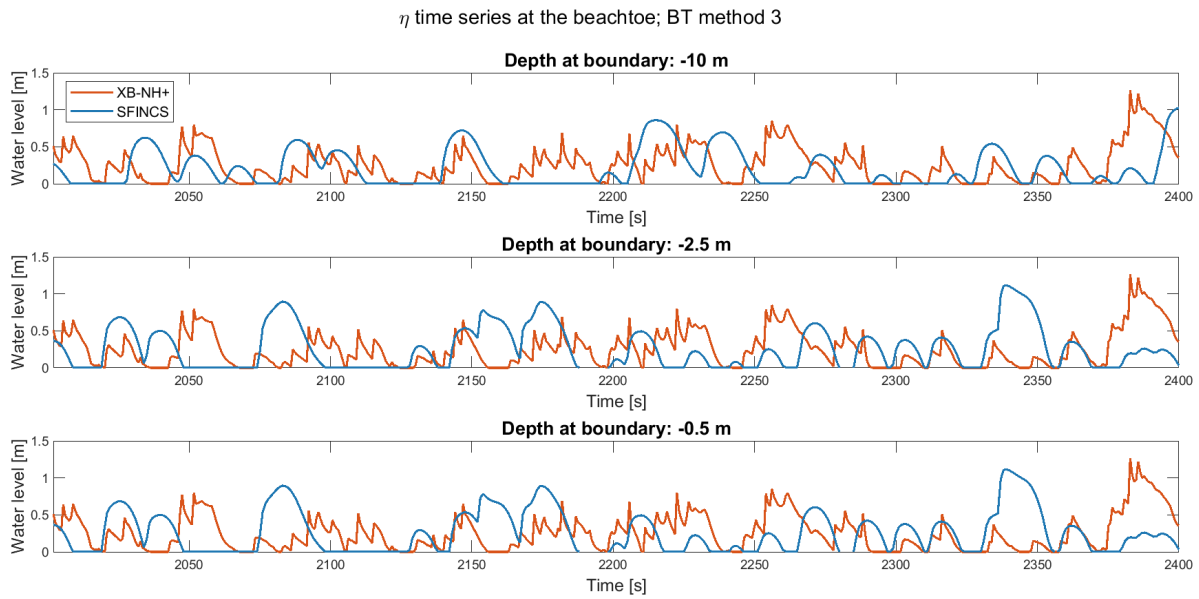 η time series at the beachtoe; BT method 3
Depth at boundary: -10 m
Water level [m]
1.5
1
0.5
0
XB-NH+
SFINCS
2050 2100 2150 2200 2250 2300 2350 2400
Time [s]
Depth at boundary: -2.5 m
Water level [m]
1.5
1
0.5
0
2050 2100 2150 2200 2250 2300 2350 2400
Time [s]
Depth at boundary: -0.5 m
Water level [m]
1.5
1
0.5
0
2050 2100 2150 2200 2250 2300 2350 2400
Time [s]